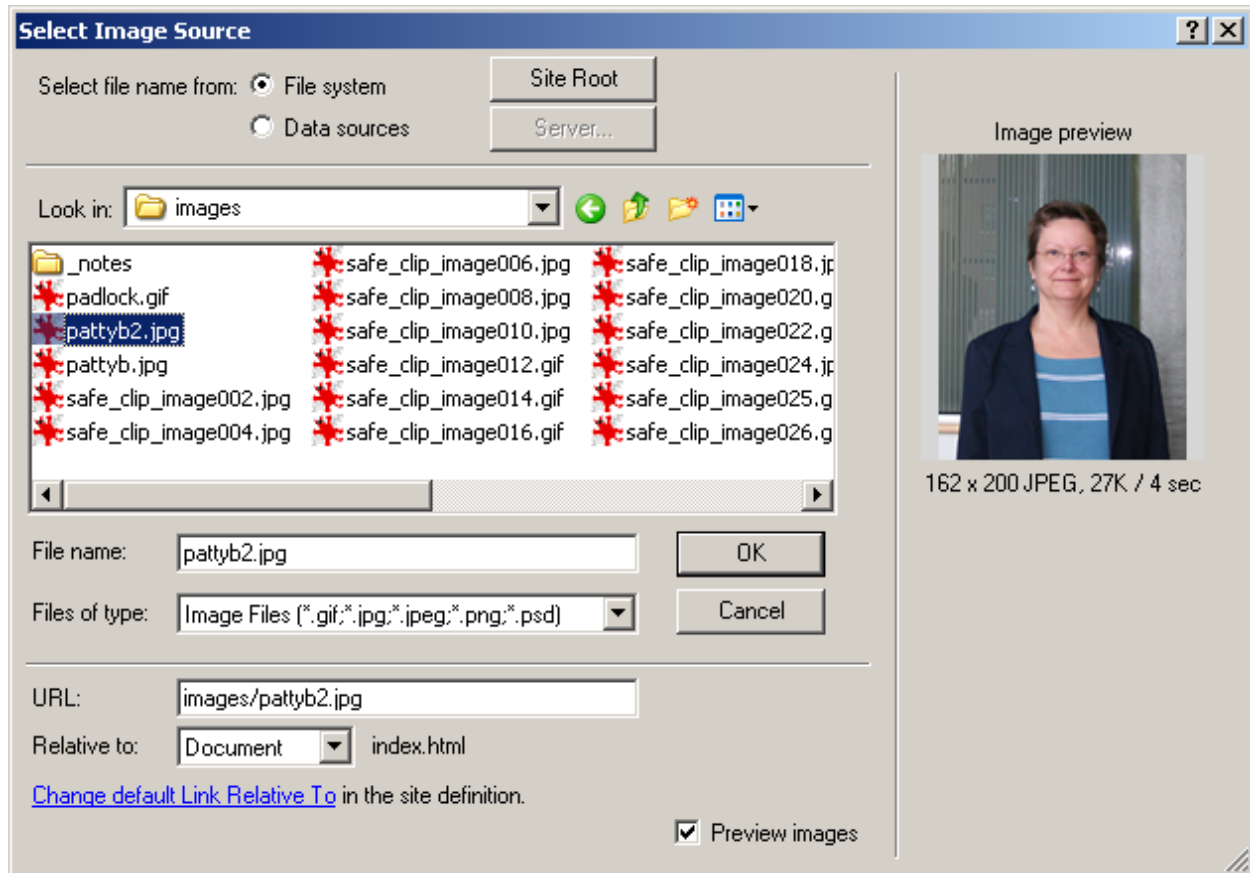 Select Image Source
Select file name from: File system
Site Root
Data sources
Server...
Look in: images
_notes
padlock.gif
pattyb2.jpg
pattyb.jpg
safe_clip_image002.jpg
safe_clip_image004.jpg
safe_clip_image006.jpg
safe_clip_image008.jpg
safe_clip_image010.jpg
safe_clip_image012.gif
safe_clip_image014.gif
safe_clip_image016.gif
safe_clip_image018.jp
safe_clip_image020.g
safe_clip_image022.g
safe_clip_image024.jp
safe_clip_image025.g
safe_clip_image026.g
File name: pattyb2.jpg
OK
Files of type: Image Files (*.gif;*.jpg;*.jpeg;*.png;*.psd)
Cancel
URL: images/pattyb2.jpg
Relative to: Document index.html
Change default Link Relative To in the site definition.
Preview images
Image preview
162 x 200 JPEG, 27K / 4 sec